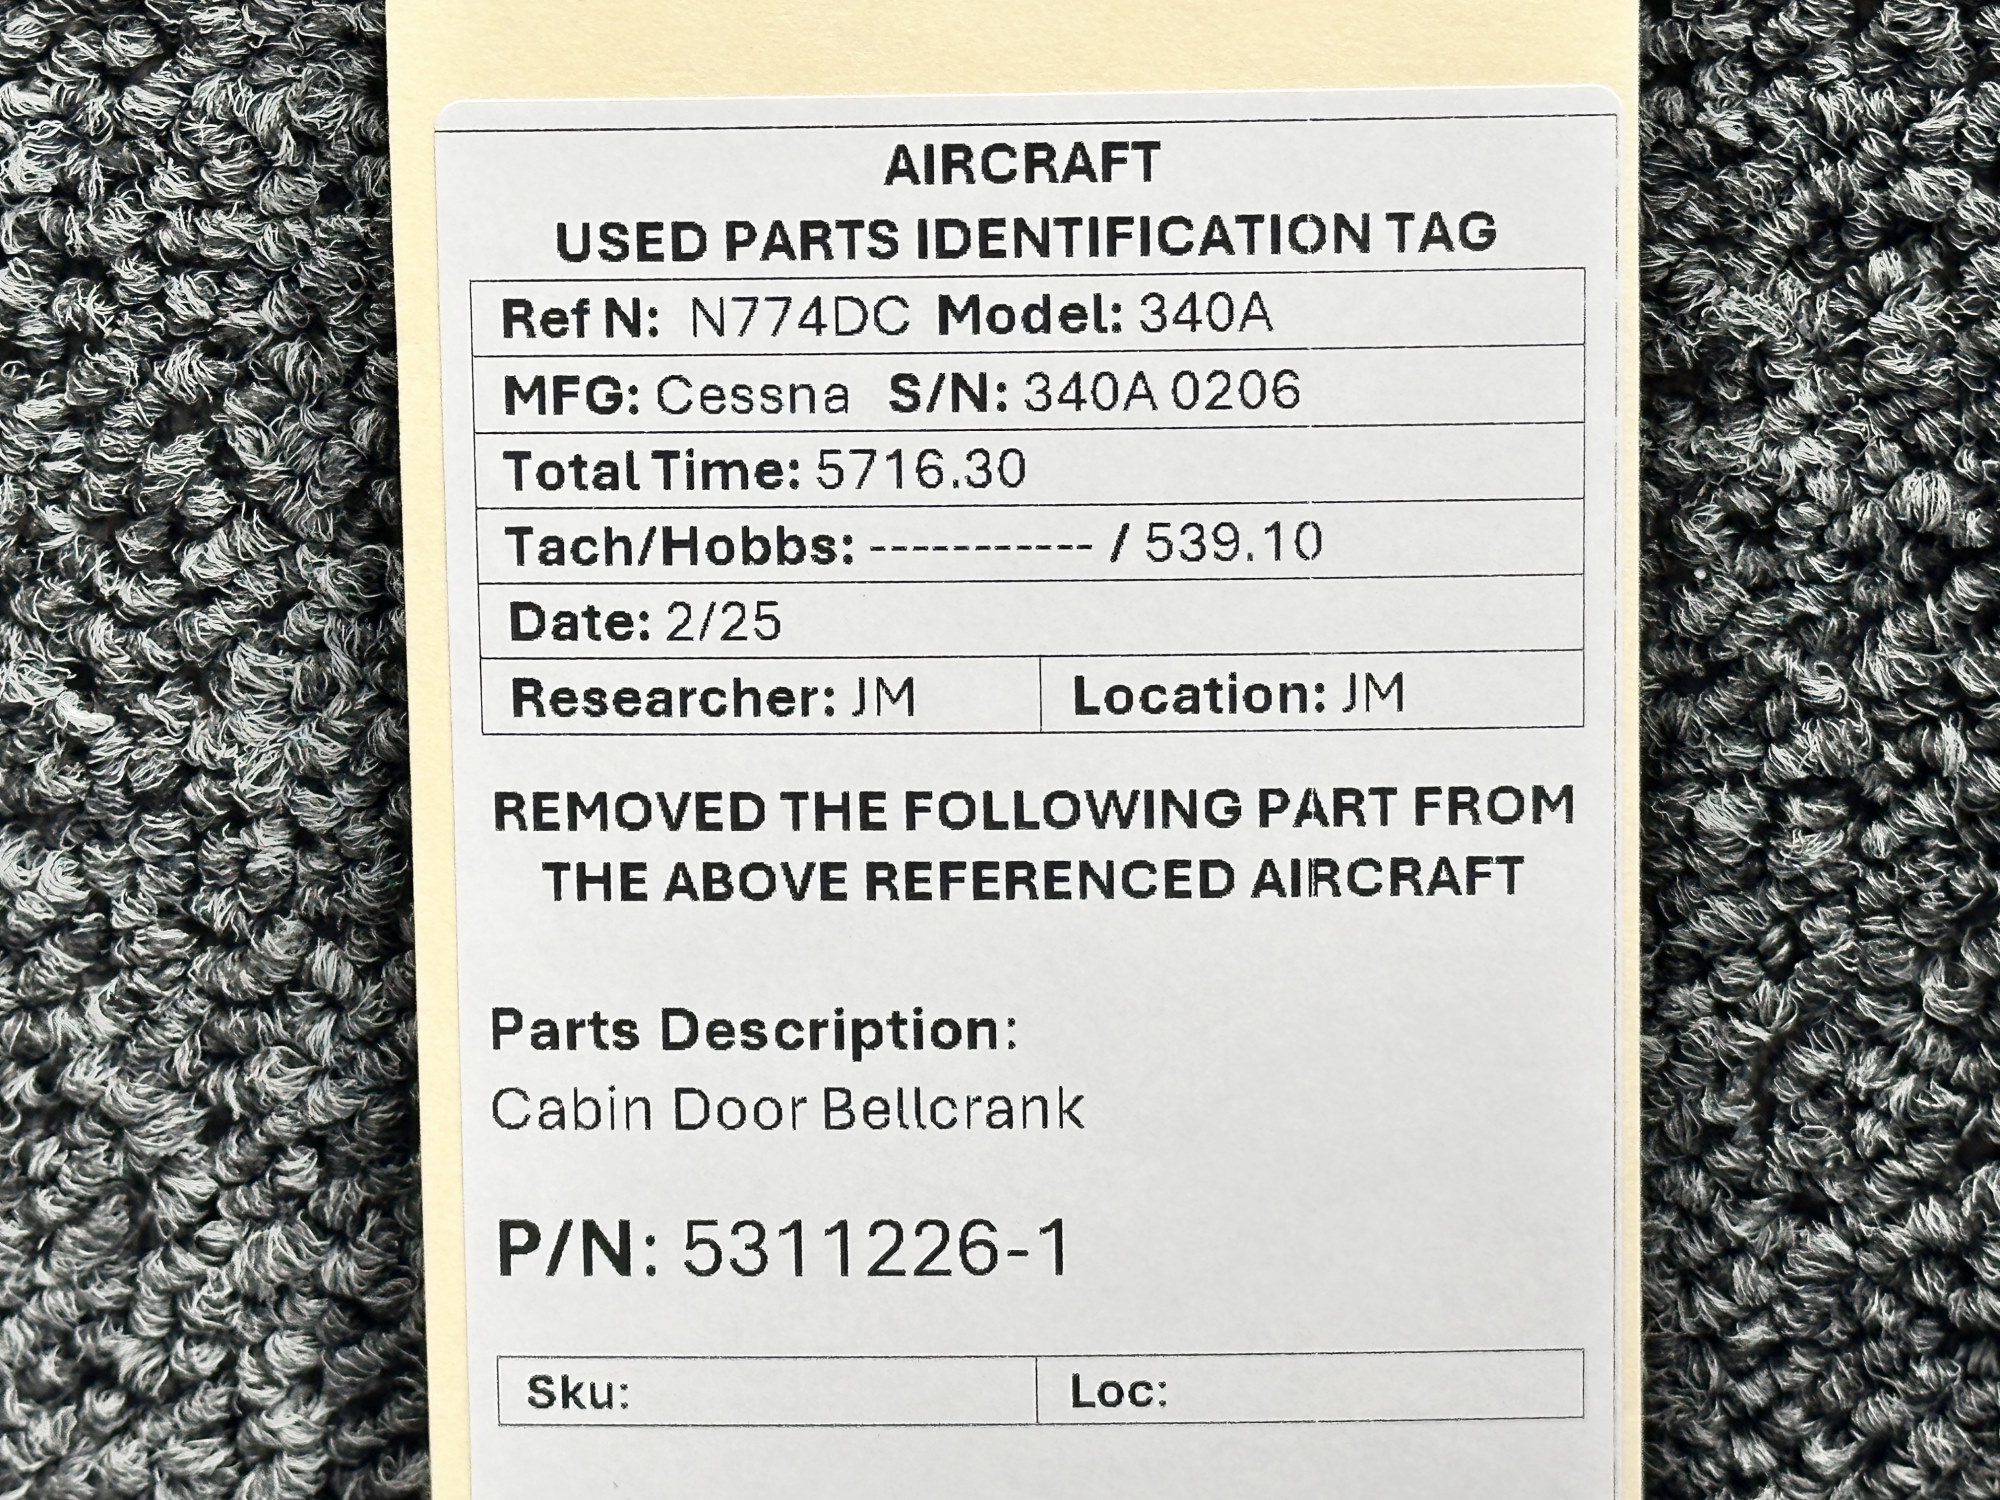 AIRCRAFT
USED PARTS IDENTIFICATION TAG
Ref N: N774DC Model: 340A
MFG: Cessna S/N: 340A 0206
Total Time: 5716.30
Tach/Hobbs: ----------- / 539.10
Date: 2/25
Researcher: JM Location: JM
REMOVED THE FOLLOWING PART FROM
THE ABOVE REFERENCED AIRCRAFT
Parts Description:
Cabin Door Bellcrank
P/N: 5311226-1
Sku: Loc: